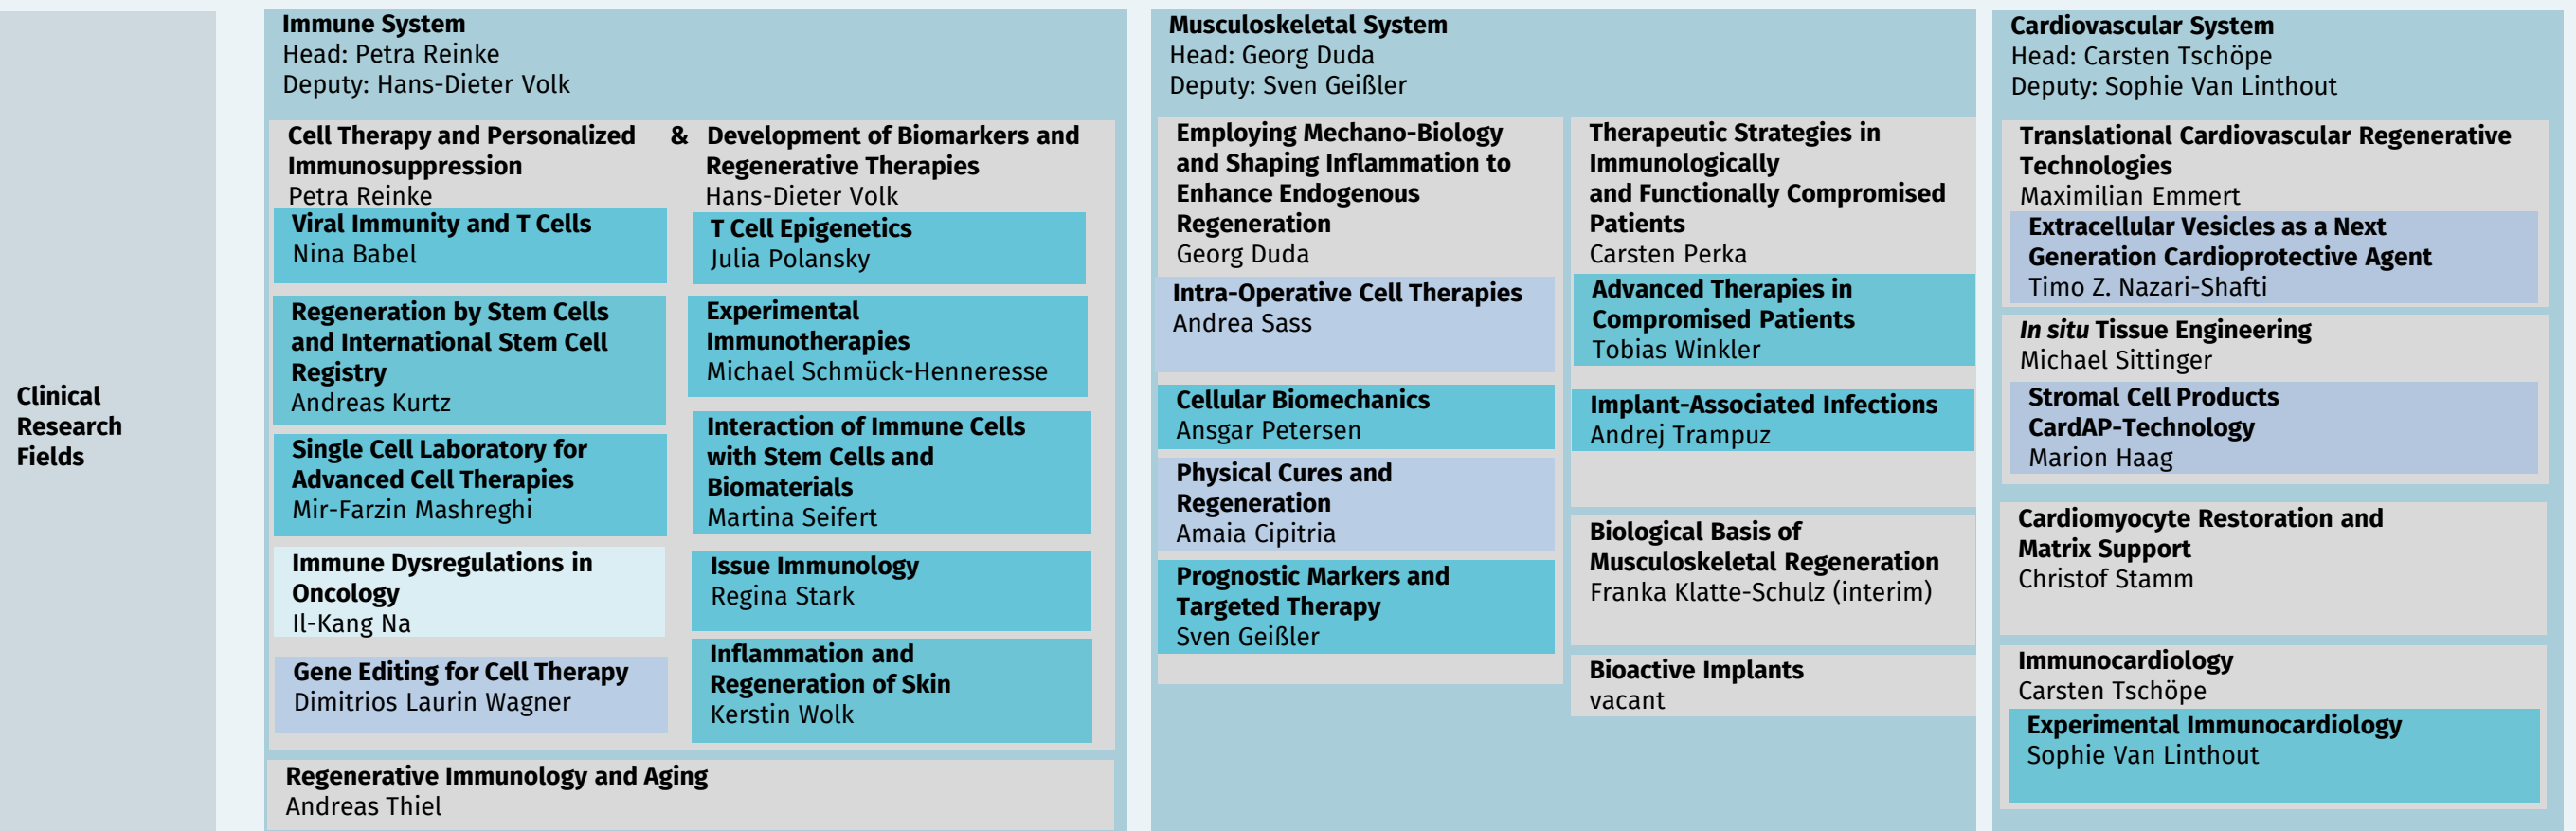 Clinical
Research
Fields
Immune System
Head: Petra Reinke
Deputy: Hans-Dieter Volk
Cell Therapy and Personalized
Immunosuppression
Petra Reinke
&
Development of Biomarkers and
Regenerative Therapies
Hans-Dieter Volk
Viral Immunity and T Cells
Nina Babel
Regeneration by Stem Cells
and International Stem Cell
Registry
Andreas Kurtz
Single Cell Laboratory for
Advanced Cell Therapies
Mir-Farzin Mashreghi
Immune Dysregulations in
Oncology
Il-Kang Na
Gene Editing for Cell Therapy
Dimitrios Laurin Wagner
T Cell Epigenetics
Julia Polansky
Experimental
Immunotherapies
Michael Schmück-Henneresse
Interaction of Immune Cells
with Stem Cells and
Biomaterials
Martina Seifert
Issue Immunology
Regina Stark
Inflammation and
Regeneration of Skin
Kerstin Wolk
Regenerative Immunology and Aging
Andreas Thiel
Musculoskeletal System
Head: Georg Duda
Deputy: Sven Geißler
Employing Mechano-Biology
and Shaping Inflammation to
Enhance Endogenous
Regeneration
Georg Duda
Intra-Operative Cell Therapies
Andrea Sass
Cellular Biomechanics
Ansgar Petersen
Physical Cures and
Regeneration
Amaia Cipitria
Prognostic Markers and
Targeted Therapy
Sven Geißler
Therapeutic Strategies in
Immunologically
and Functionally Compromised
Patients
Carsten Perka
Advanced Therapies in
Compromised Patients
Tobias Winkler
Implant-Associated Infections
Andrej Trampuz
Biological Basis of
Musculoskeletal Regeneration
Franka Klatte-Schulz (interim)
Bioactive Implants
vacant
Cardiovascular System
Head: Carsten Tschöpe
Deputy: Sophie Van Linthout
Translational Cardiovascular Regenerative
Technologies
Maximilian Emmert
Extracellular Vesicles as a Next
Generation Cardioprotective Agent
Timo Z. Nazari-Shafti
In situ Tissue Engineering
Michael Sittinger
Stromal Cell Products
CardAP-Technology
Marion Haag
Cardiomyocyte Restoration and
Matrix Support
Christof Stamm
Immunocardiology
Carsten Tschöpe
Experimental Immunocardiology
Sophie Van Linthout